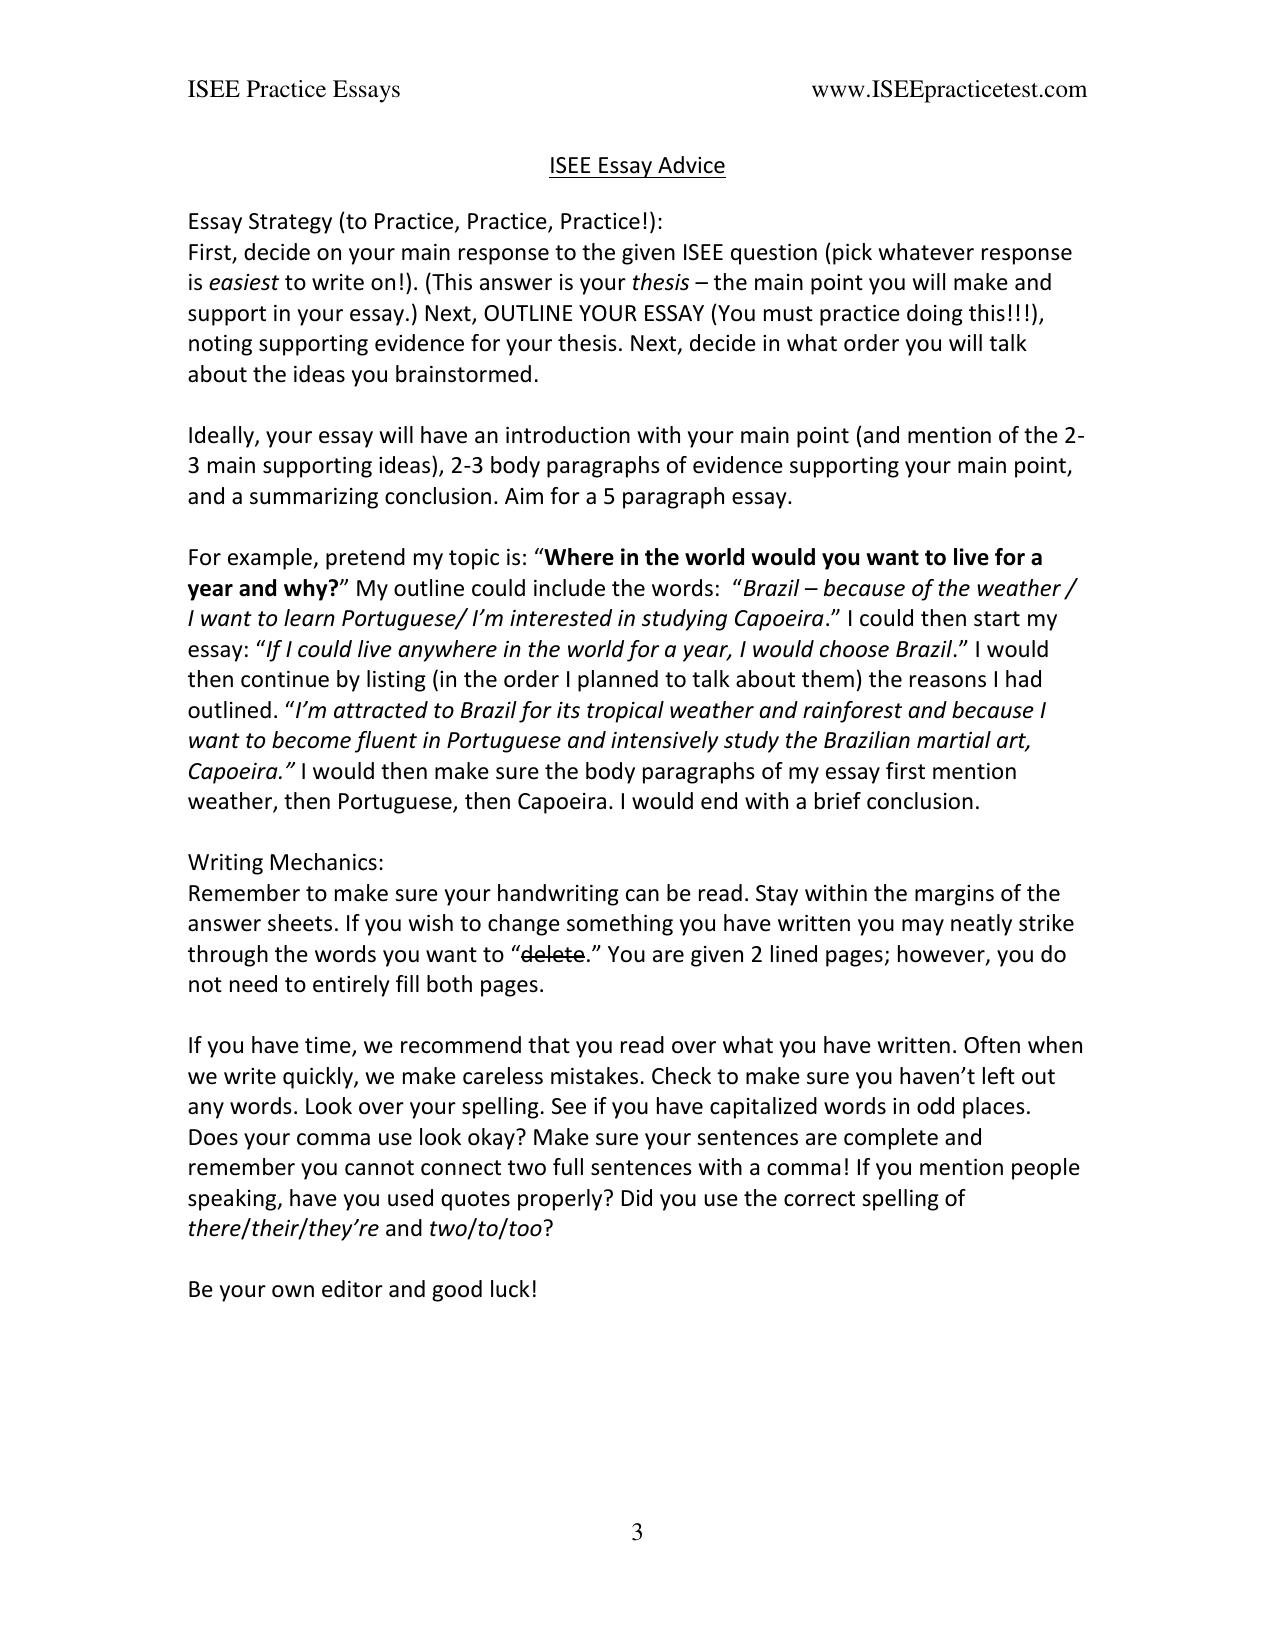 ISEE Practice Essays www.ISEEpracticetest.com
ISEE Essay Advice
Essay Strategy (to Practice, Practice, Practice!):
First, decide on your main response to the given ISEE question (pick whatever response
is easiest to write on!). (This answer is your thesis – the main point you will make and
support in your essay.) Next, OUTLINE YOUR ESSAY (You must practice doing this!!!),
noting supporting evidence for your thesis. Next, decide in what order you will talk
about the ideas you brainstormed.
Ideally, your essay will have an introduction with your main point (and mention of the 2-
3 main supporting ideas), 2-3 body paragraphs of evidence supporting your main point,
and a summarizing conclusion. Aim for a 5 paragraph essay.
For example, pretend my topic is: “Where in the world would you want to live for a
year and why?” My outline could include the words:  “Brazil – because of the weather /
I want to learn Portuguese/ I’m interested in studying Capoeira.” I could then start my
essay: “If I could live anywhere in the world for a year, I would choose Brazil.” I would
then continue by listing (in the order I planned to talk about them) the reasons I had
outlined. “I’m attracted to Brazil for its tropical weather and rainforest and because I
want to become fluent in Portuguese and intensively study the Brazilian martial art,
Capoeira.” I would then make sure the body paragraphs of my essay first mention
weather, then Portuguese, then Capoeira. I would end with a brief conclusion.
Writing Mechanics:
Remember to make sure your handwriting can be read. Stay within the margins of the
answer sheets. If you wish to change something you have written you may neatly strike
through the words you want to “delete.” You are given 2 lined pages; however, you do
not need to entirely fill both pages.
If you have time, we recommend that you read over what you have written. Often when
we write quickly, we make careless mistakes. Check to make sure you haven’t left out
any words. Look over your spelling. See if you have capitalized words in odd places.
Does your comma use look okay? Make sure your sentences are complete and
remember you cannot connect two full sentences with a comma! If you mention people
speaking, have you used quotes properly? Did you use the correct spelling of
there/their/they’re and two/to/too?
Be your own editor and good luck!
3